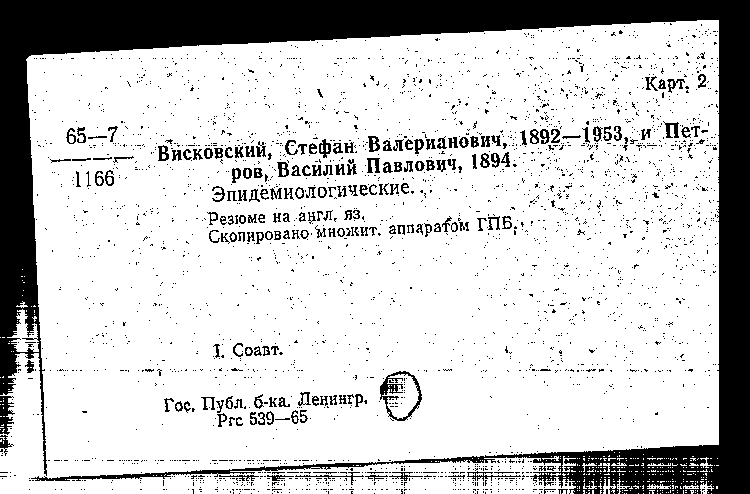 Карт. 2
65—7
1166
Висковский, Стефан Валерианович, 1892—1953, и Пет-
ров, Василий Павлович, 1894.
Эпидемиологические...
Резюме на англ. яз.
Скопировано множит. аппаратом ГПБ.
I. Соавт.
Гос. Публ. б-ка. Ленингр.
Ргс 539—65